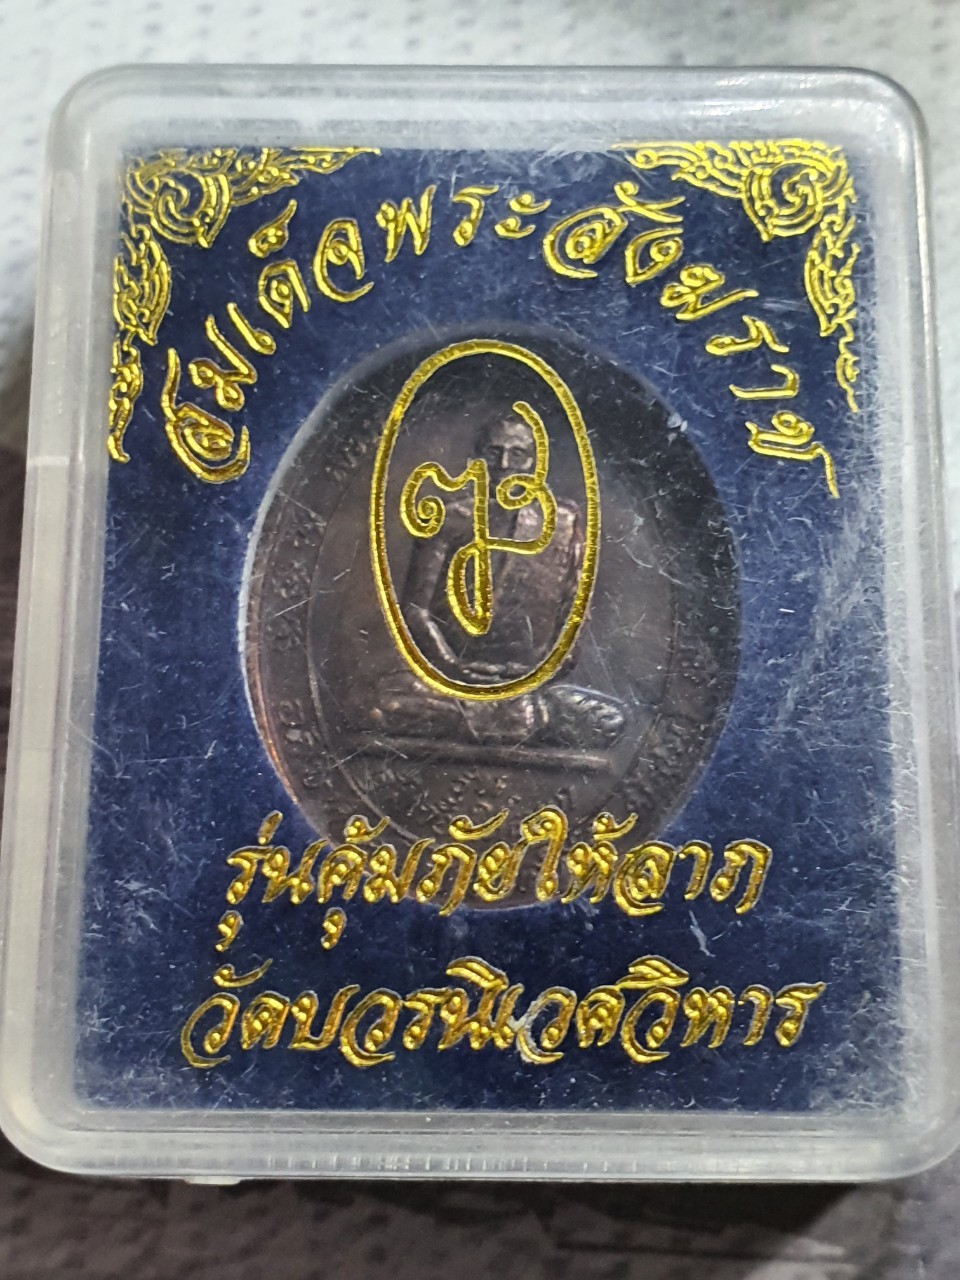 สมเด็จพระสังฆราช
รุ่นคุ้มภัยให้ลาภ
วัดบวรนิเวศวิหาร